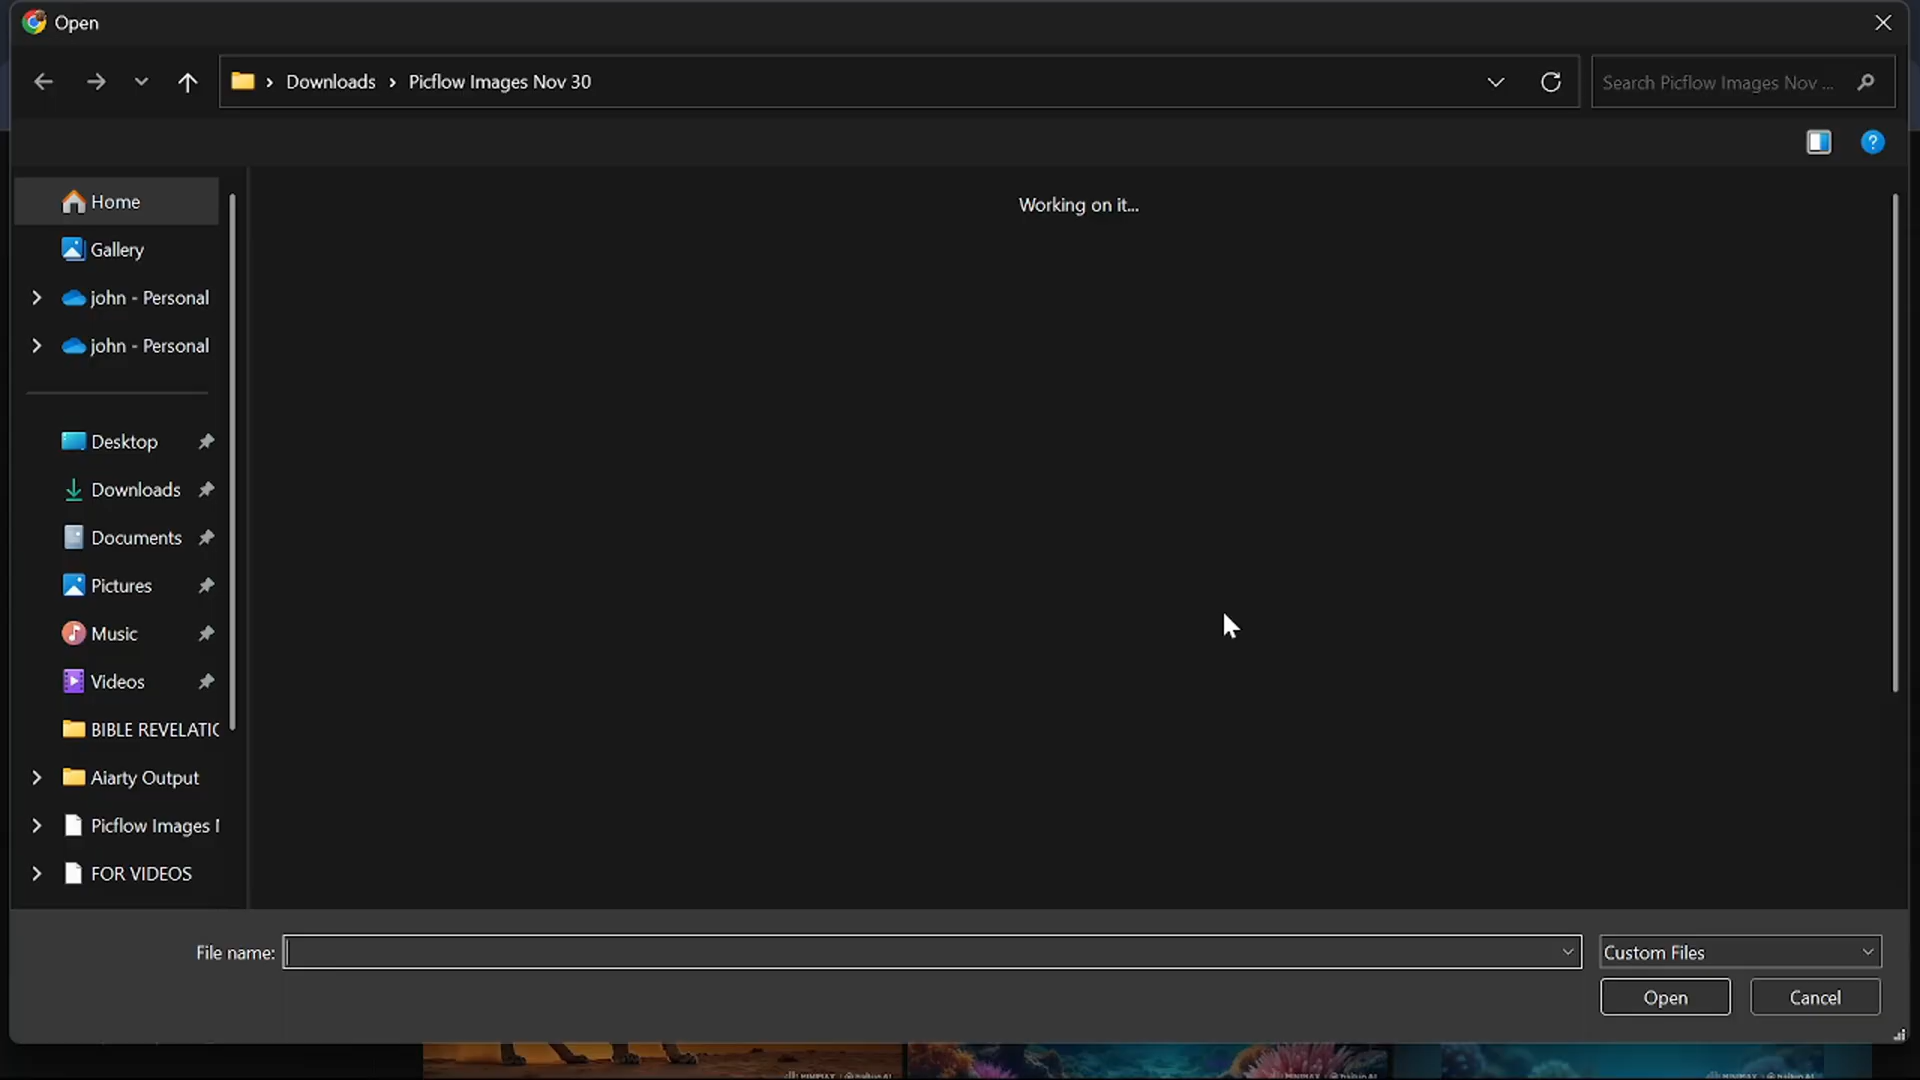 Open
Downloads > Picflow Images Nov 30
Search Picflow Images Nov ...
Home
Gallery
john - Personal
john - Personal
Desktop
Downloads
Documents
Pictures
Music
Videos
BIBLE REVELATIC
Aiarty Output
Picflow Images
FOR VIDEOS
Working on it...
File name:
Custom Files
Open
Cancel